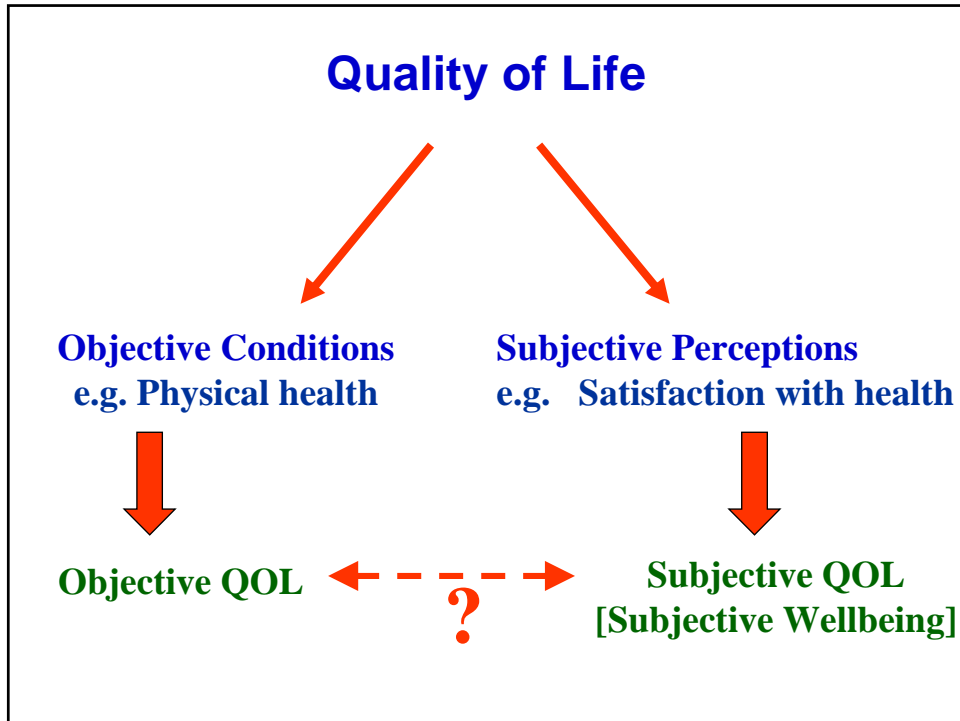 Quality of Life
Objective Conditions
e.g. Physical health
Subjective Perceptions
e.g. Satisfaction with health
Objective QOL
?
Subjective QOL
[Subjective Wellbeing]